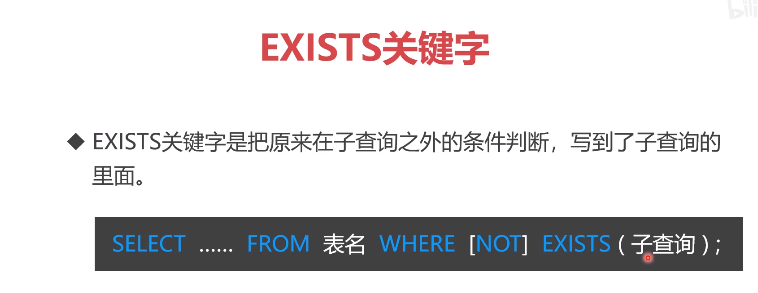 bili
EXISTS关键字
◆ EXISTS关键字是把原来在子查询之外的条件判断，写到了子查询的
里面。
SELECT …… FROM 表名 WHERE [NOT] EXISTS ( 子查询 ) ;